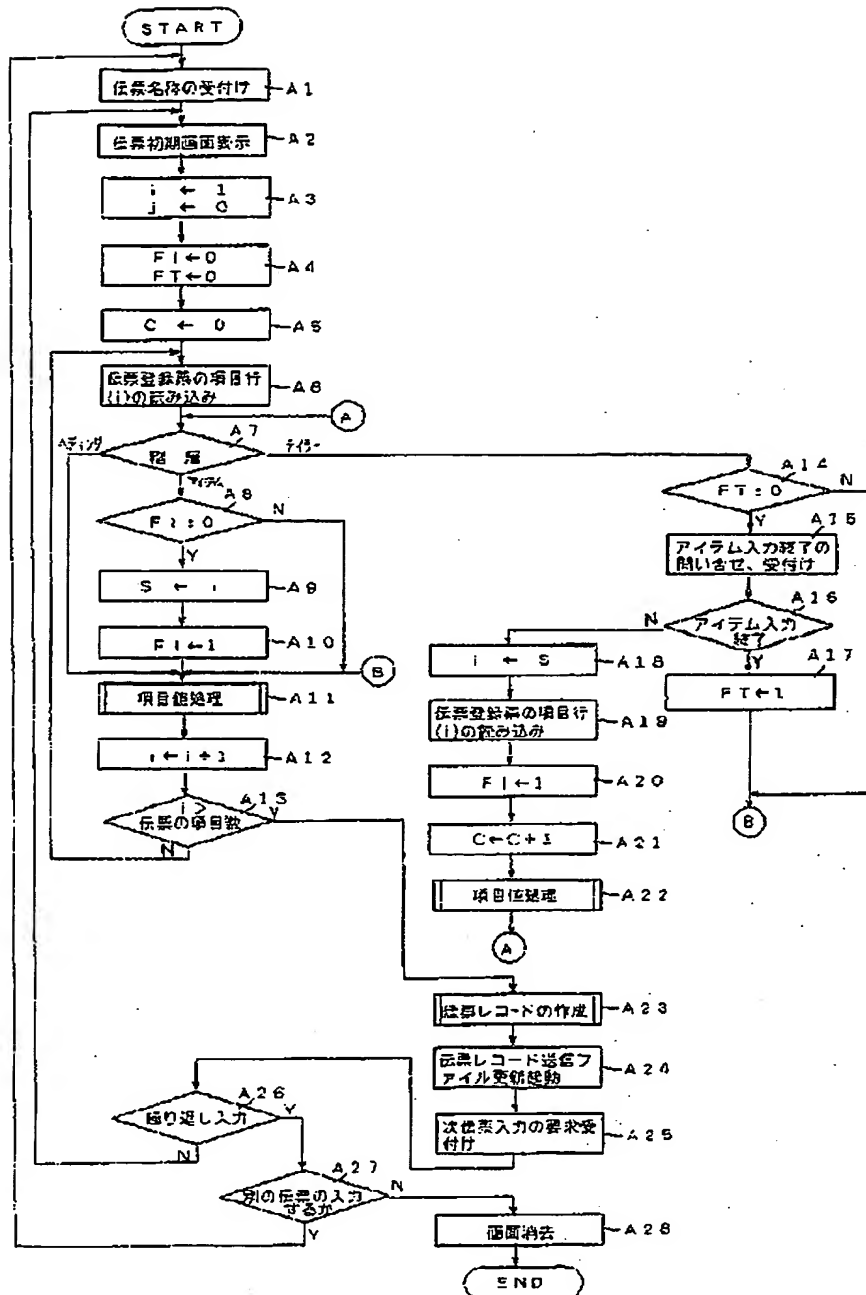 START
伝票名称の受付け
A1
伝票初期画面表示
A2
i ← 1
j ← 0
A3
FI←0
FT←0
A4
C ← 0
A5
伝票登録票の項目行
(i)の読み込み
A6
A
A7
ヘディング
テイラー
階層
アイテム
A8
FI:0
N
Y
S ← i
A9
FI←1
A10
B
項目値処理
A11
i←i+1
A12
A13
i>
伝票の項目数
Y
N
A14
FT:0
N
Y
A15
アイテム入力終了の
問い合せ、受付け
A16
アイテム入力
終了
N
Y
A17
FT←1
B
i ← S
A18
伝票登録票の項目行
(i)の読み込み
A19
FI←1
A20
C←C+1
A21
項目値処理
A22
A
伝票レコードの作成
A23
伝票レコード送信フ
ァイル更新起動
A24
次伝票入力の要求受
付け
A25
A26
繰り返し入力
Y
N
A27
別の伝票の入力
するか
N
Y
画面消去
A28
END